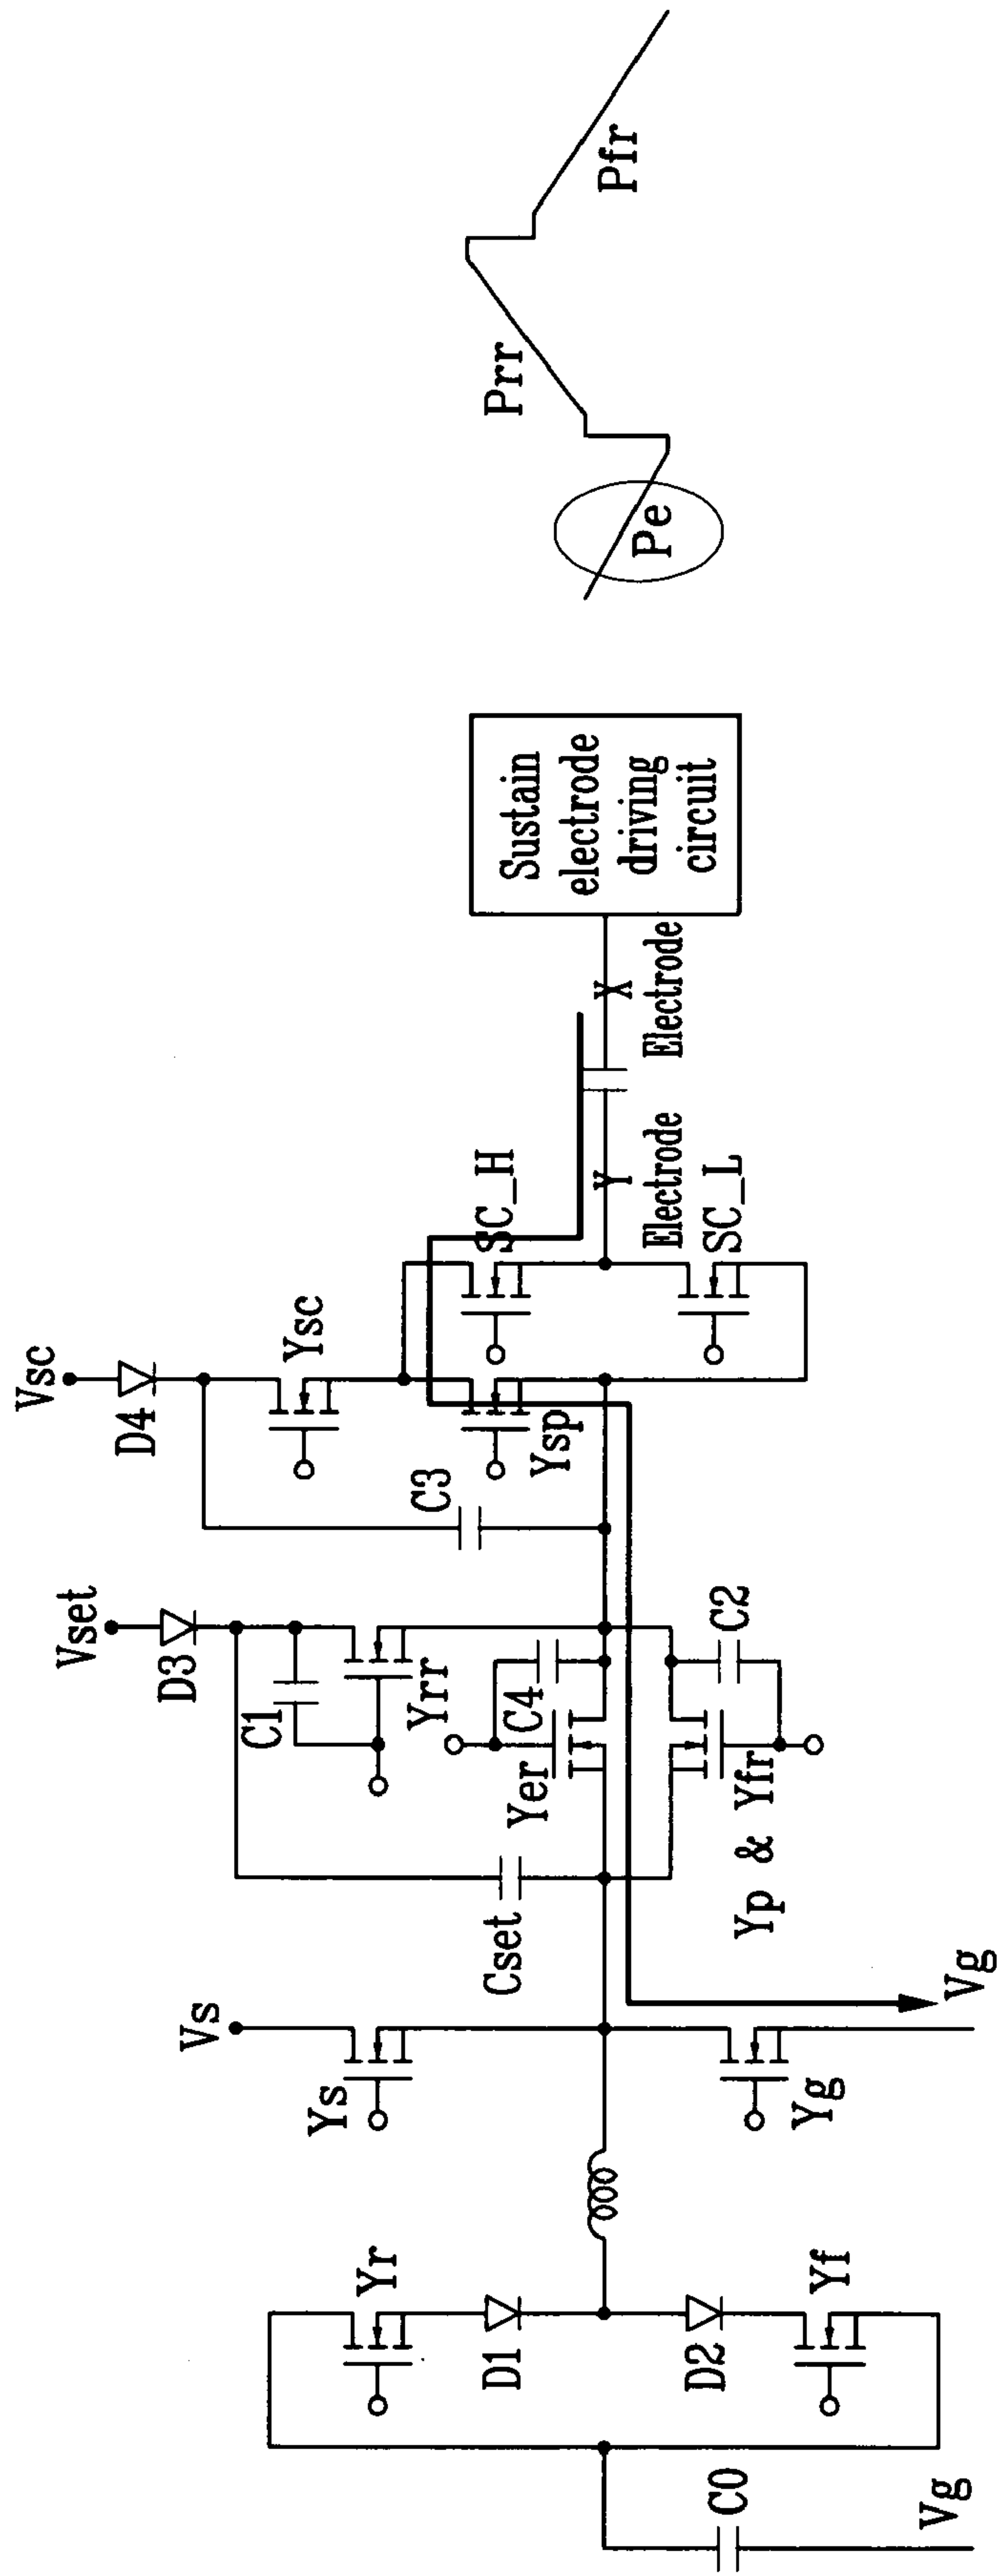 Vsc
D4
Ysc
Vset
D3
C1
Yrr
C3
Ysp
SC_H
Y
Electrode
SC_L
X
Electrode
Sustain
electrode
driving
circuit
Pe
Prr
Pfr
Vs
Ys
Cset
Yer
C4
C2
Yp & Yfr
Yg
Vg
Yr
D1
D2
Yf
C0
Vg